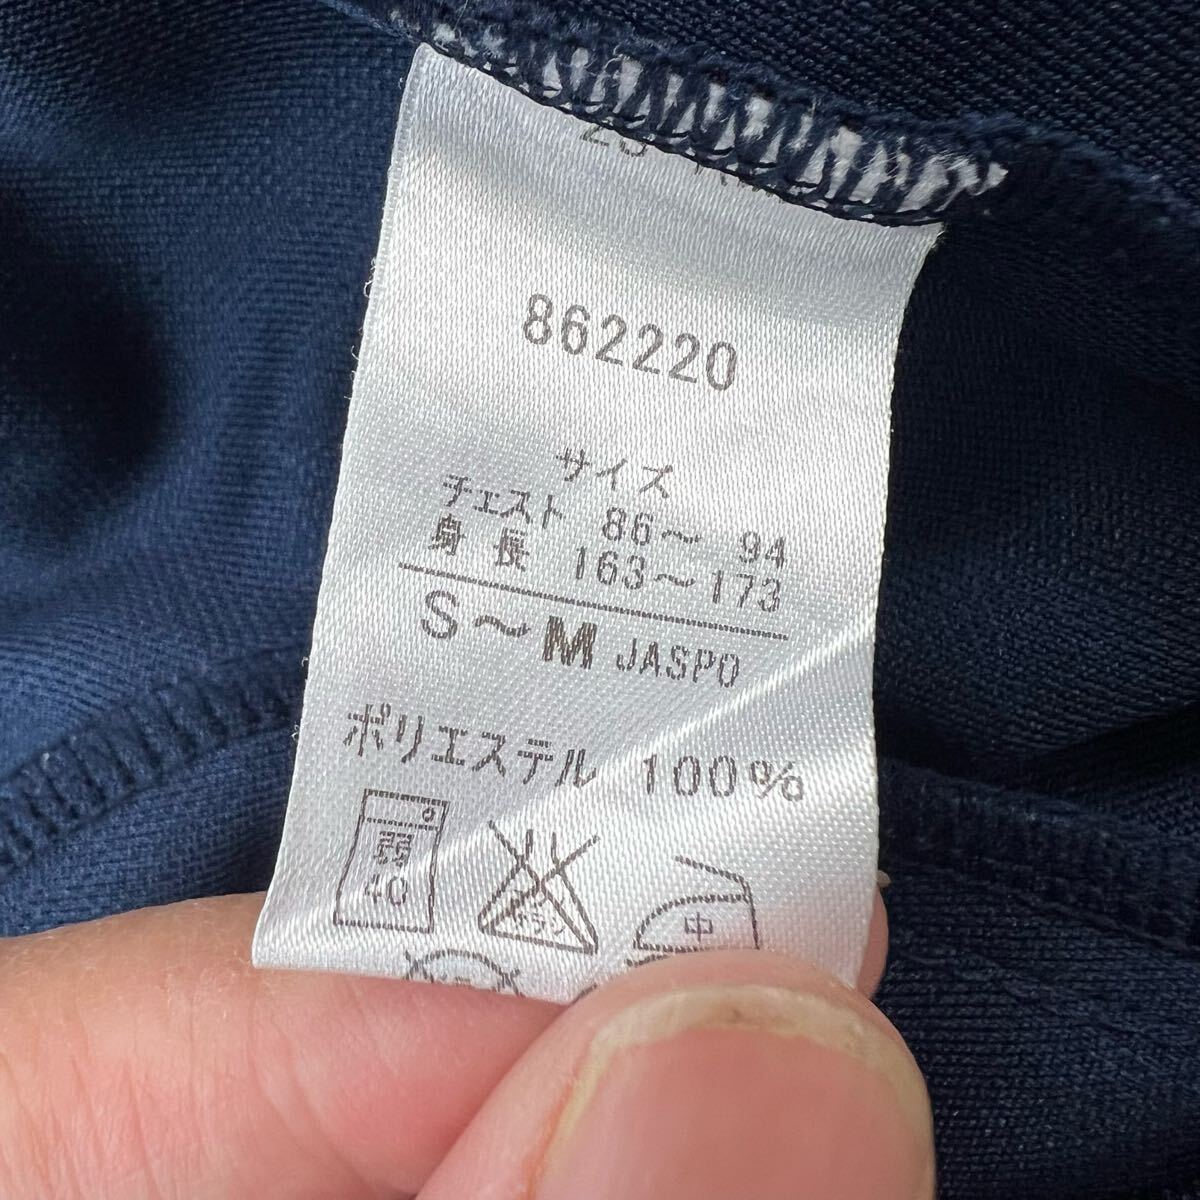 862220
サイズ
チェスト 86～ 94
身 長 163～173
S～M JASPO
ポリエステル 100%
弱
40
中